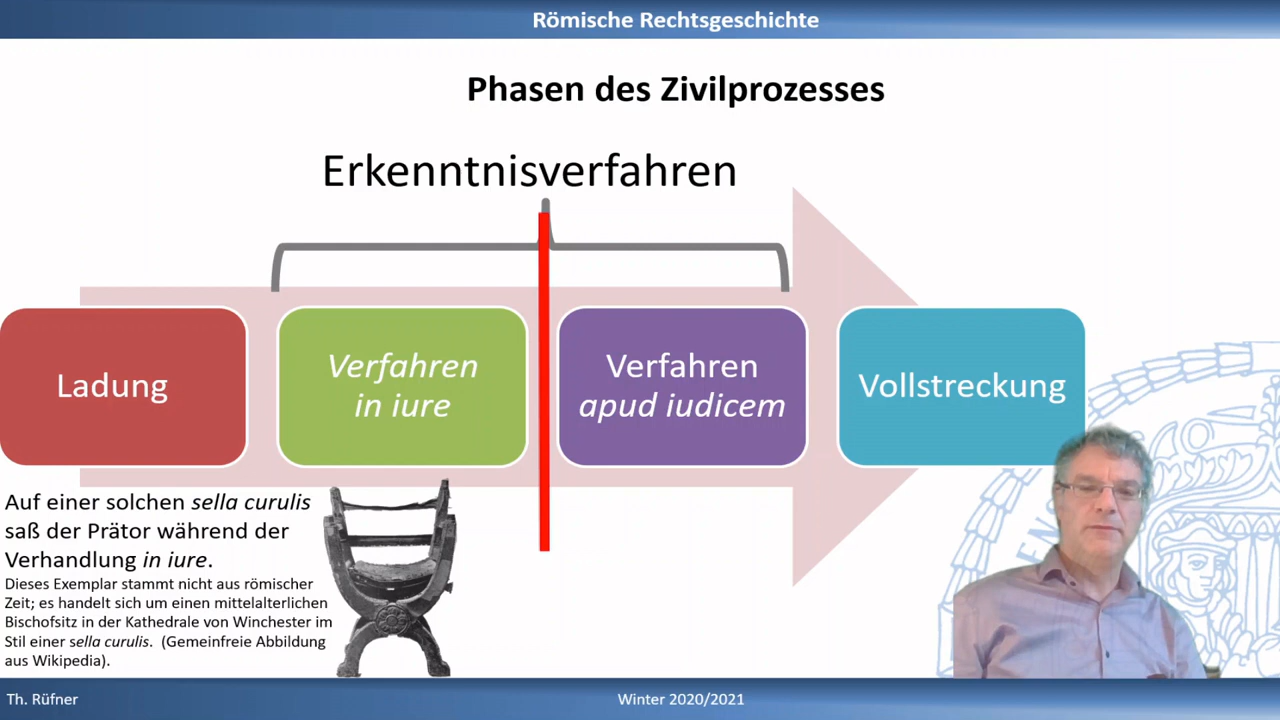 Römische Rechtsgeschichte
Phasen des Zivilprozesses
Erkenntnisverfahren
Ladung
Verfahren
in iure
Verfahren
apud iudicem
Vollstreckung
Auf einer solchen sella curulis
saß der Prätor während der
Verhandlung in iure.
Dieses Exemplar stammt nicht aus römischer
Zeit; es handelt sich um einen mittelalterlichen
Bischofsitz in der Kathedrale von Winchester im
Stil einer sella curulis. (Gemeinfreie Abbildung
aus Wikipedia).
Th. Rüfner
Winter 2020/2021